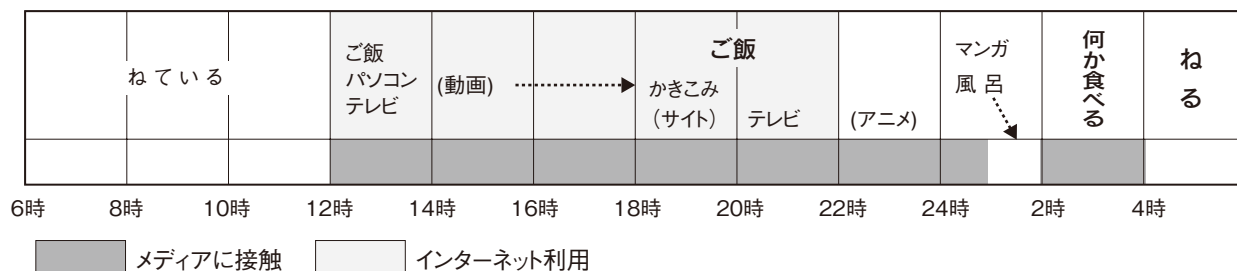 ねている
ご飯
パソコン
テレビ
(動画)
ご飯
かきこみ
(サイト)
テレビ
(アニメ)
マンガ
風呂
何か食べる
ねる
6時 8時 10時 12時 14時 16時 18時 20時 22時 24時 2時 4時
メディアに接触 インターネット利用